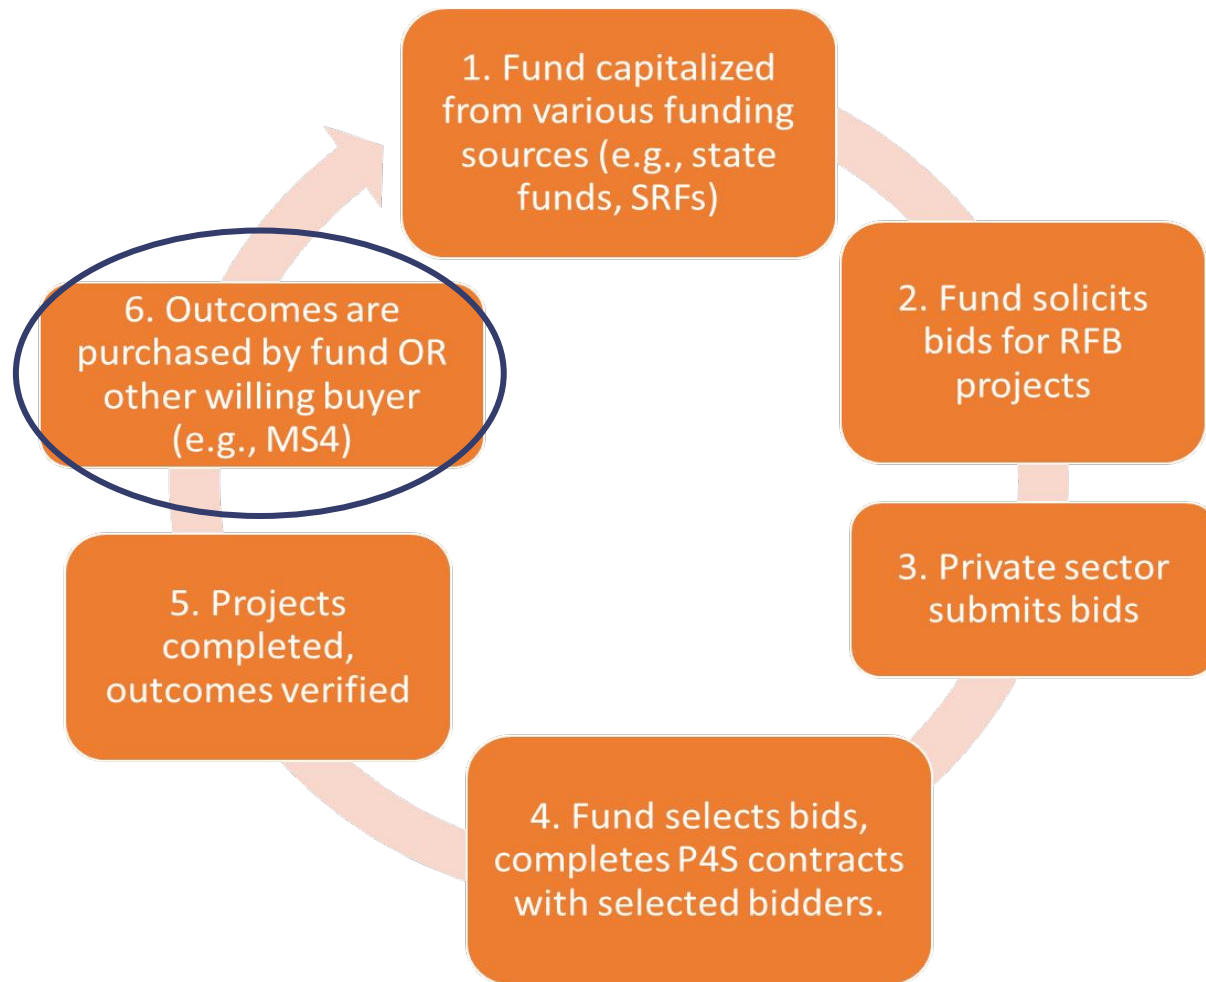 1. Fund capitalized
from various funding
sources (e.g., state
funds, SRFs)
2. Fund solicits
bids for RFB
projects
3. Private sector
submits bids
4. Fund selects bids,
completes P4S contracts
with selected bidders.
5. Projects
completed,
outcomes verified
6. Outcomes are
purchased by fund OR
other willing buyer
(e.g., MS4)